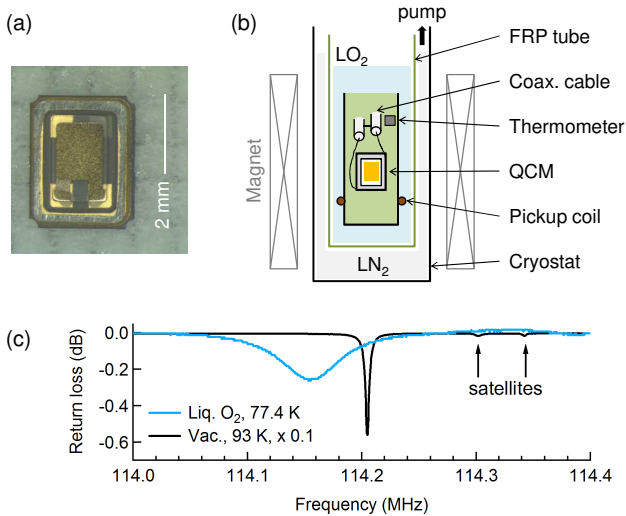 (a)
2 mm
(b)
pump
LO2
FRP tube
Coax. cable
Thermometer
QCM
Pickup coil
Cryostat
Magnet
LN2
(c)
Return loss (dB)
0.0
-0.2
-0.4
-0.6
Liq. O2, 77.4 K
Vac., 93 K, x 0.1
satellites
114.0
114.1
114.2
114.3
114.4
Frequency (MHz)